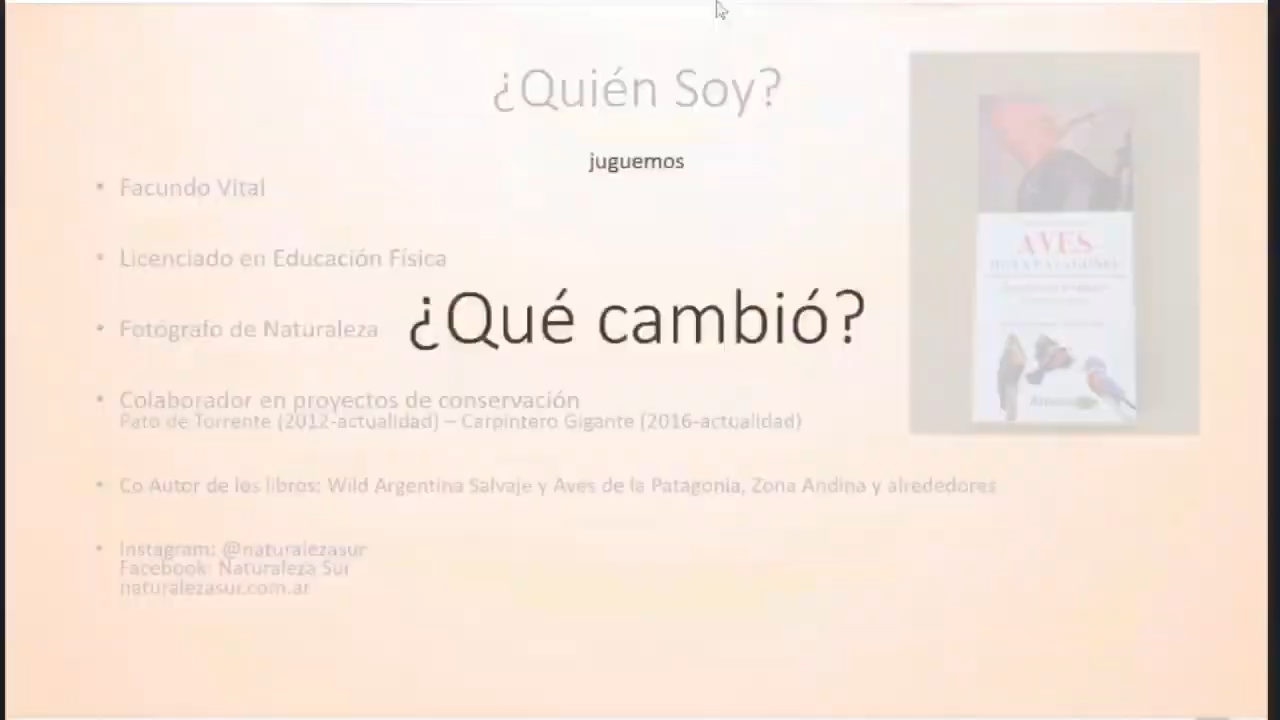 ¿Quién Soy?
juguemos
• Facundo Vital
• Licenciado en Educación Física
• Fotógrafo de Naturaleza
¿Qué cambió?
• Colaborador en proyectos de conservación
Pato de Torrente (2012-actualidad) – Carpintero Gigante (2016-actualidad)
• Co Autor de los libros: Wild Argentina Salvaje y Aves de la Patagonia, Zona Andina y alrededores
• Instagram: @naturalezasur
Facebook: Naturaleza Sur
naturalezasur.com.ar
AVES